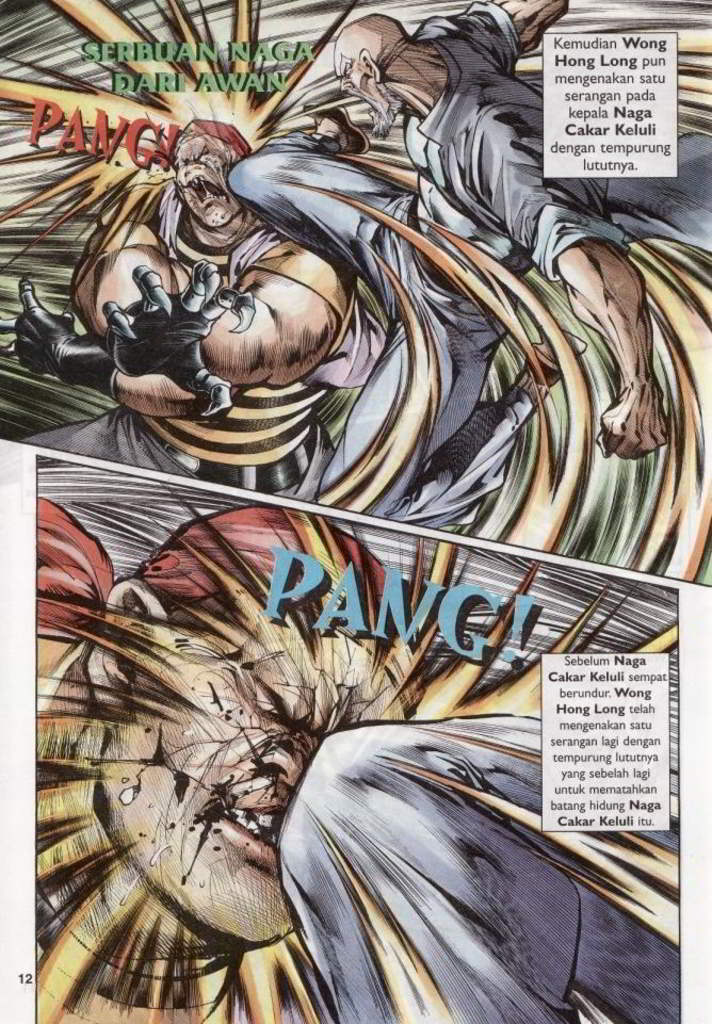 SERBUAN NAGA
DARI AWAN
PANG!
Kemudian Wong
Hong Long pun
mengenakan satu
serangan pada
kepala Naga
Cakar Keluli
dengan tempurung
lututnya.
PANG!
Sebelum Naga
Cakar Keluli sempat
berundur, Wong
Hong Long telah
mengenakan satu
serangan lagi dengan
tempurung lututnya
yang sebelah lagi
untuk mematahkan
batang hidung Naga
Cakar Keluli itu.
12